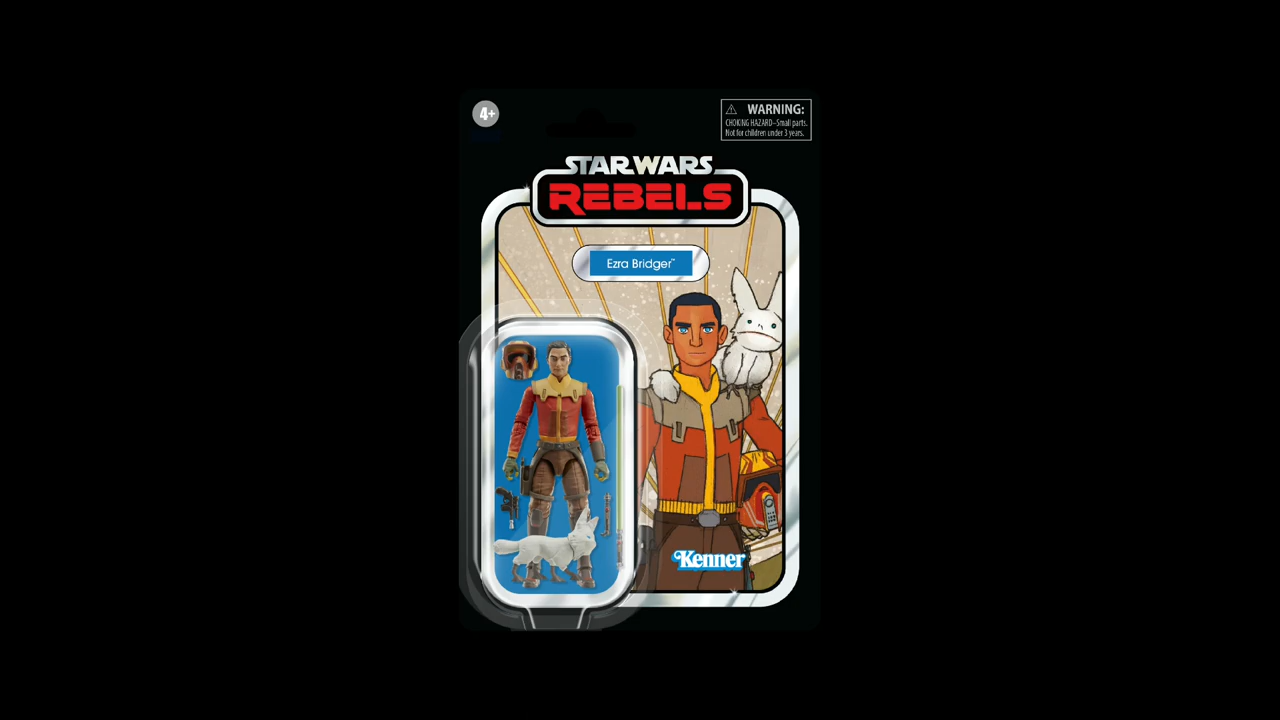 4+
⚠ WARNING:
CHOKING HAZARD–Small parts.
Not for children under 3 years.
STAR WARS
REBELS
Ezra Bridger™
Kenner